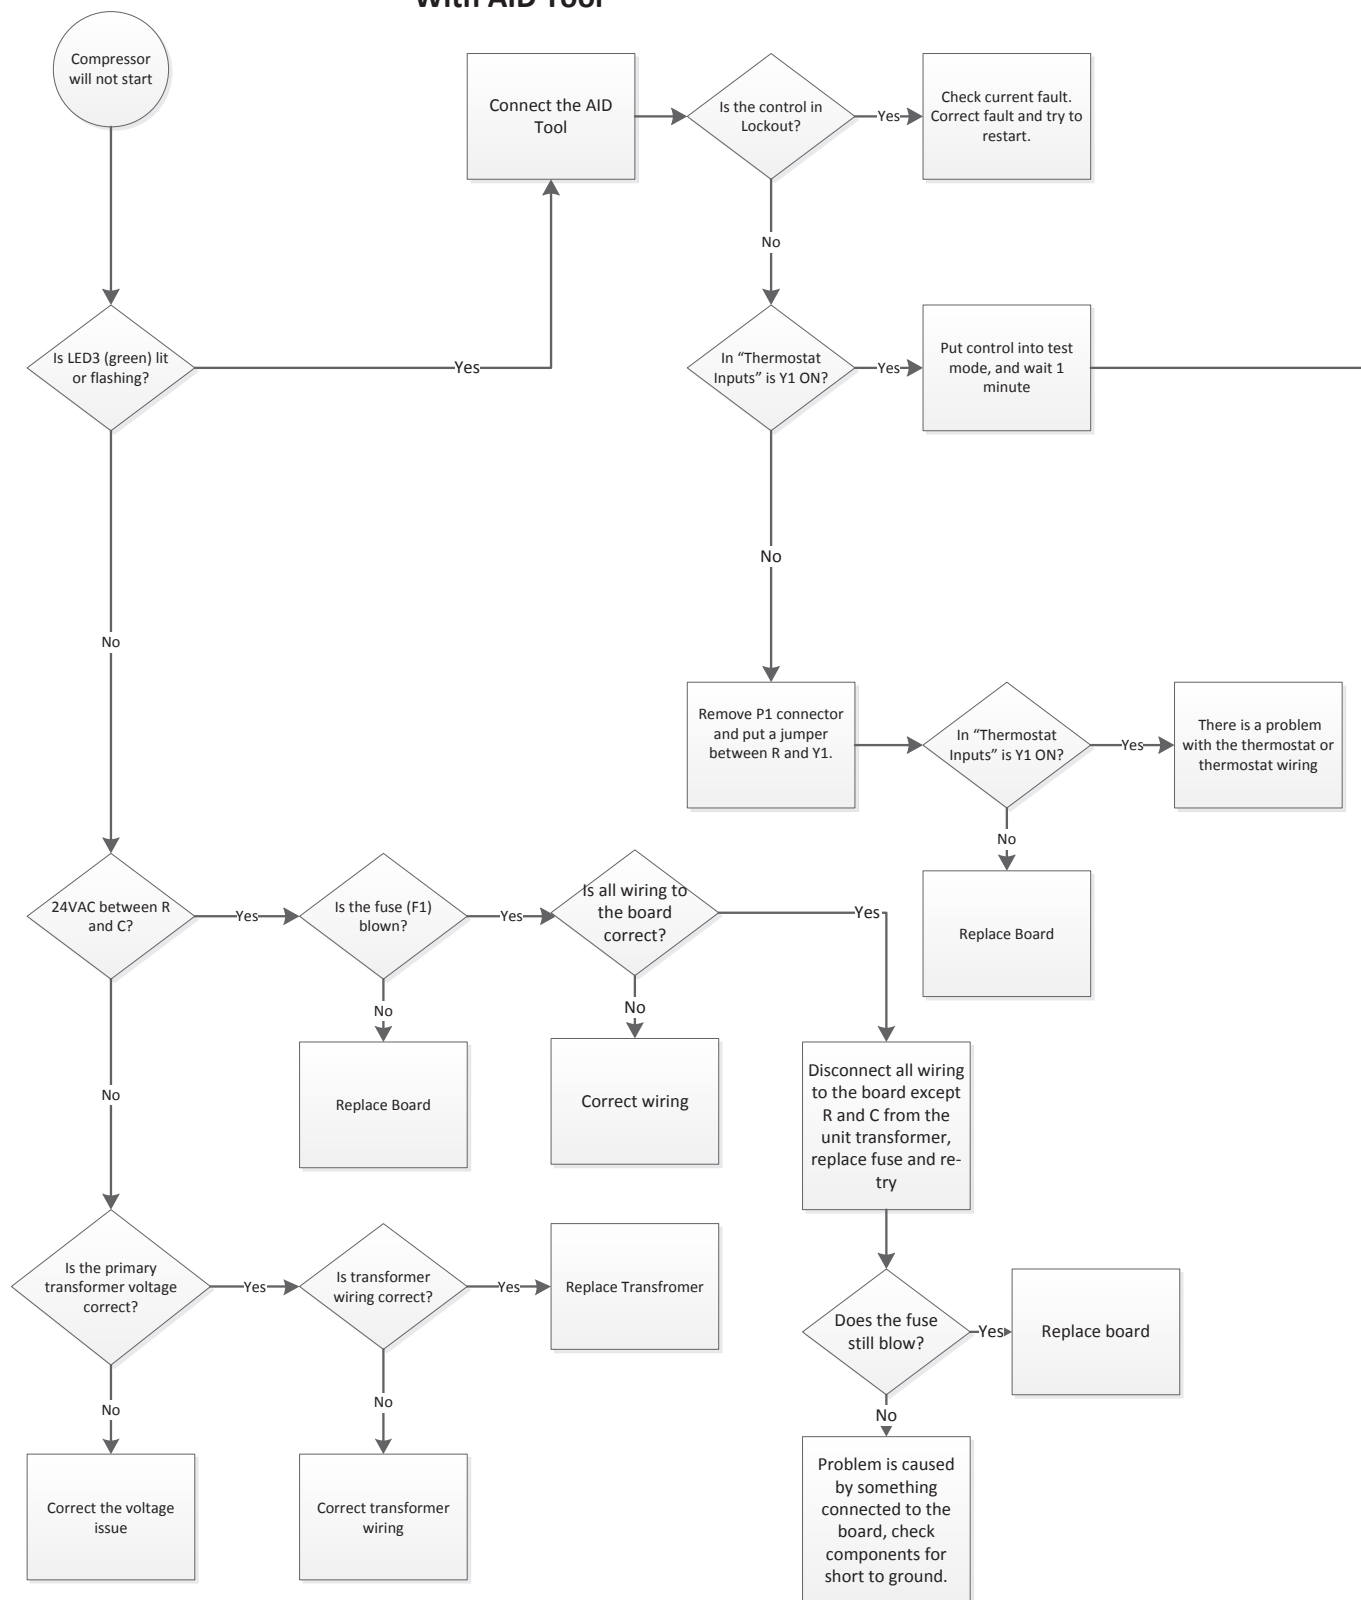 With AID Tool
Compressor
will not start
Connect the AID
Tool
Is the control in
Lockout?
Yes
Check current fault.
Correct fault and try to
restart.
No
Is LED3 (green) lit
or flashing?
Yes
In “Thermostat
Inputs” is Y1 ON?
Yes
Put control into test
mode, and wait 1
minute
No
No
Remove P1 connector
and put a jumper
between R and Y1.
In “Thermostat
Inputs” is Y1 ON?
Yes
There is a problem
with the thermostat or
thermostat wiring
No
Replace Board
24VAC between R
and C?
Yes
Is the fuse (F1)
blown?
Yes
Is all wiring to
the board
correct?
Yes
No
Replace Board
No
Correct wiring
Disconnect all wiring
to the board except
R and C from the
unit transformer,
replace fuse and re-
try
No
Is the primary
transformer voltage
correct?
Yes
Is transformer
wiring correct?
Yes
Replace Transfromer
Does the fuse
still blow?
Yes
Replace board
No
Correct the voltage
issue
No
Correct transformer
wiring
No
Problem is caused
by something
connected to the
board, check
components for
short to ground.